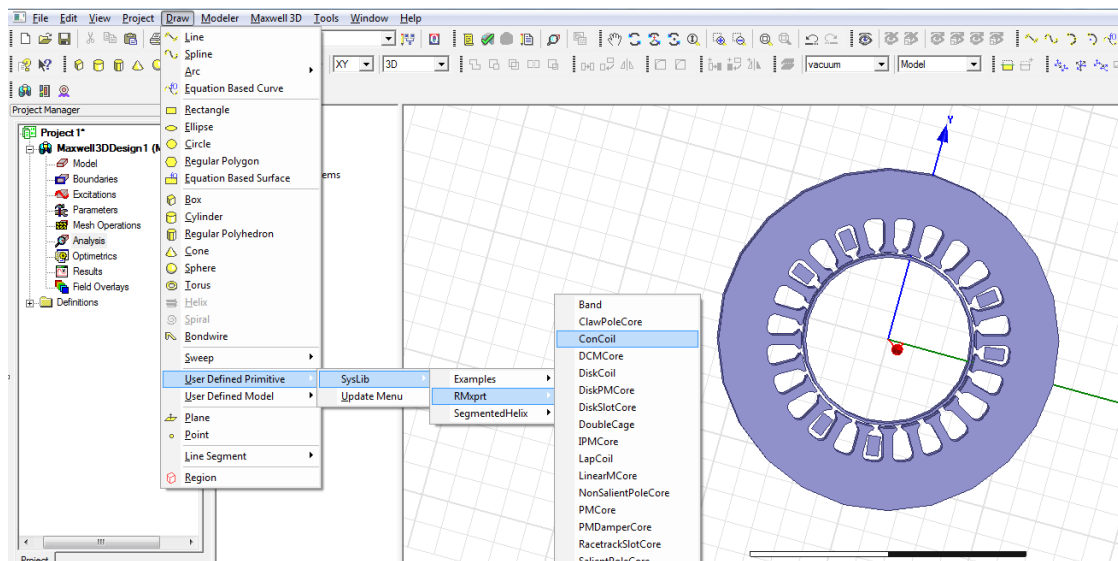 File Edit View Project Draw Modeler Maxwell 3D Tools Window Help
XY 3D vacuum Model
Project Manager
Project1*
Maxwell3DDesign1 (M
Model
Boundaries
Excitations
Parameters
Mesh Operations
Analysis
Optimetrics
Results
Field Overlays
Definitions
Project
Line
Spline
Arc
Equation Based Curve
Rectangle
Ellipse
Circle
Regular Polygon
Equation Based Surface
Box
Cylinder
Regular Polyhedron
Cone
Sphere
Torus
Helix
Spiral
Bondwire
Sweep
User Defined Primitive
User Defined Model
Plane
Point
Line Segment
Region
ems
SysLib
Update Menu
Examples
RMxprt
SegmentedHelix
Band
ClawPoleCore
ConCoil
DCMCore
DiskCoil
DiskPMCore
DiskSlotCore
DoubleCage
IPMCore
LapCoil
LinearMCore
NonSalientPoleCore
PMCore
PMDamperCore
RacetrackSlotCore
SalientPoleCore
Y